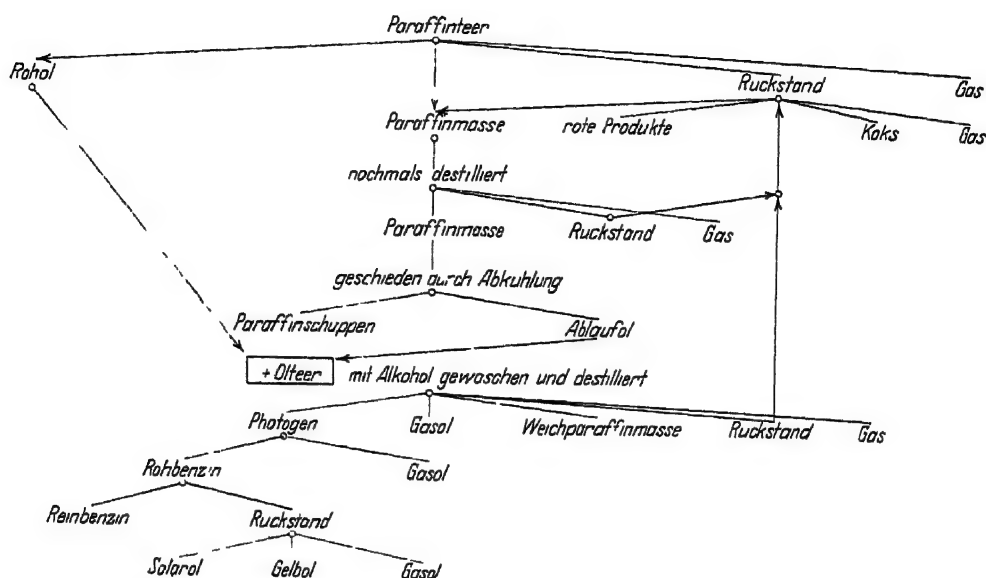 Paraffinteer
Rohol
Ruckstand
Gas
Paraffinmasse
rote Produkte
Koks
Gas
nochmals destilliert
Paraffinmasse
Ruckstand
Gas
geschieden durch Abkuhlung
Paraffinschuppen
Ablaufol
+ Olteer
mit Alkohol gewaschen und destilliert
Photogen
Gasol
Weichparaffinmasse
Ruckstand
Gas
Rohbenzin
Gasol
Reinbenzin
Ruckstand
Solarol
Gelbol
Gasol